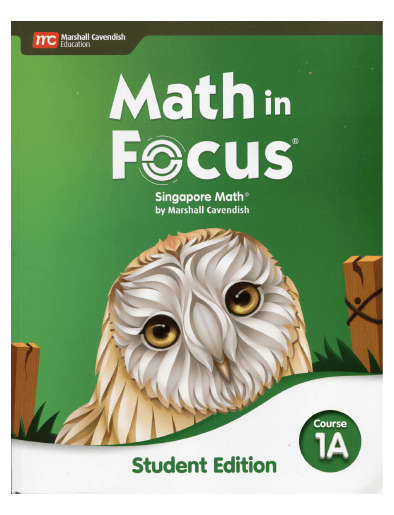 mc Marshall Cavendish
Education
Math in
Focus®
Singapore Math®
by Marshall Cavendish
Course
1A
Student Edition